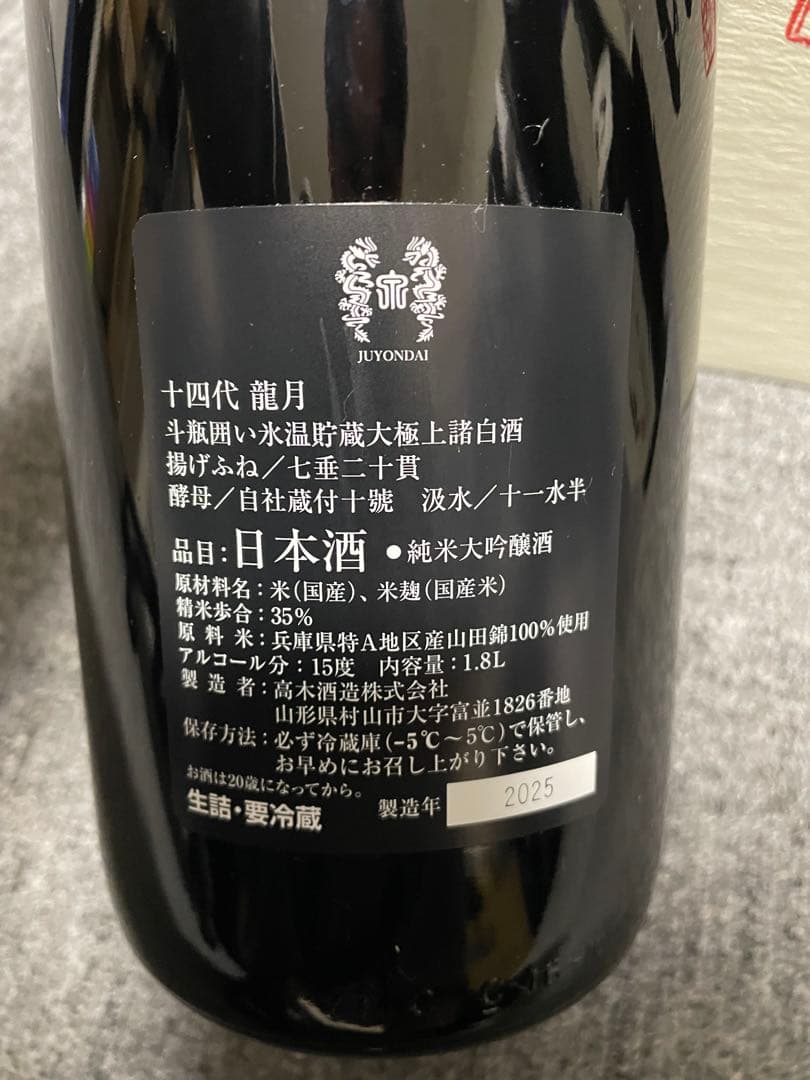 JUYONDAI
十四代 龍月
斗瓶囲い氷温貯蔵大極上諸白酒
揚げふね/七垂二十貫
酵母/自社蔵付十號 汲水/十一水半
品目:日本酒 ●純米大吟醸酒
原材料名:米(国産)、米麹(国産米)
精米歩合:35%
原料米:兵庫県特A地区産山田錦100%使用
アルコール分:15度 内容量:1.8L
製造者:高木酒造株式会社
山形県村山市大字富並1826番地
保存方法:必ず冷蔵庫(-5℃～5℃)で保管し、
お早めにお召し上がり下さい。
お酒は20歳になってから。
生詰・要冷蔵 製造年 2025